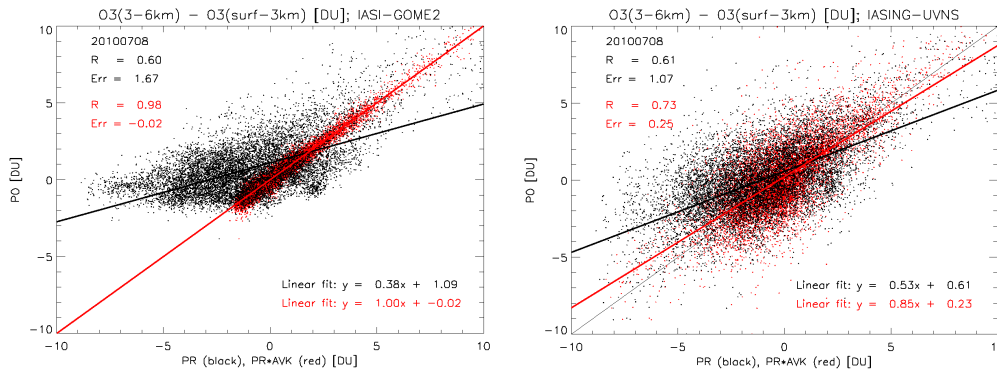 O3(3-6km) - O3(surf-3km) [DU]; IASI-GOME2
20100708
R = 0.60
Err = 1.67
R = 0.98
Err = -0.02
Linear fit: y = 0.38x + 1.09
Linear fit: y = 1.00x + -0.02
PO [DU]
10
5
0
-5
-10
-10
-5
0
5
10
PR (black), PR*AVK (red) [DU]
O3(3-6km) - O3(surf-3km) [DU]; IASING-UVNS
20100708
R = 0.61
Err = 1.07
R = 0.73
Err = 0.25
Linear fit: y = 0.53x + 0.61
Linear fit: y = 0.85x + 0.23
PO [DU]
10
5
0
-5
-10
-10
-5
0
5
10
PR (black), PR*AVK (red) [DU]